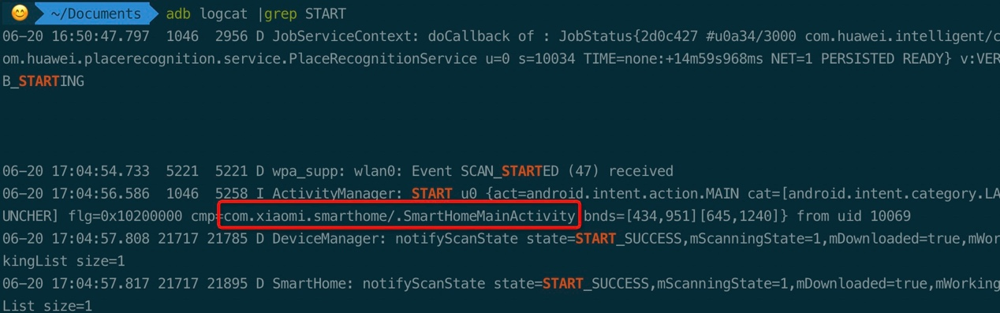 ~/Documents adb logcat |grep START
06-20 16:50:47.797  1046  2956 D JobServiceContext: doCallback of : JobStatus{2d0c427 #u0a34/3000 com.huawei.intelligent/c
om.huawei.placerecognition.service.PlaceRecognitionService u=0 s=10034 TIME=none:+14m59s968ms NET=1 PERSISTED READY} v:VER
B_STARTING
06-20 17:04:54.733  5221  5221 D wpa_supp: wlan0: Event SCAN_STARTED (47) received
06-20 17:04:56.586  1046  5258 I ActivityManager: START u0 {act=android.intent.action.MAIN cat=[android.intent.category.LA
UNCHER] flg=0x10200000 cmp=com.xiaomi.smarthome/.SmartHomeMainActivity bnds=[434,951][645,1240]} from uid 10069
06-20 17:04:57.808 21717 21785 D DeviceManager: notifyScanState state=START_SUCCESS,mScanningState=1,mDownloaded=true,mWor
kingList size=1
06-20 17:04:57.817 21717 21895 D SmartHome: notifyScanState state=START_SUCCESS,mScanningState=1,mDownloaded=true,mWorking
List size=1